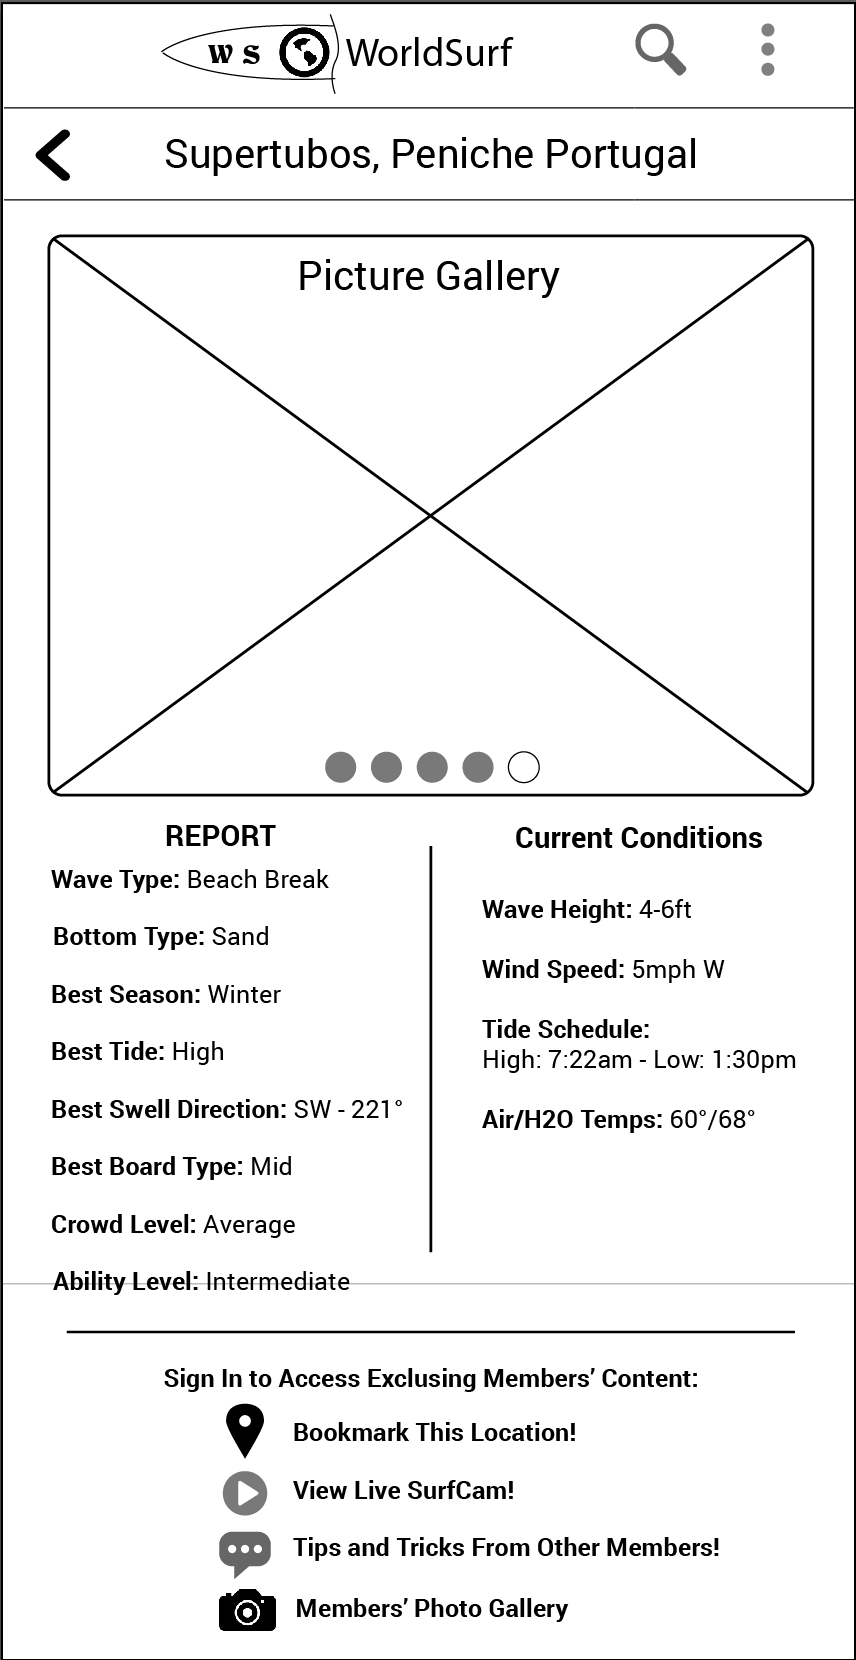 W S WorldSurf
Supertubos, Peniche Portugal
Picture Gallery
REPORT
Wave Type: Beach Break
Bottom Type: Sand
Best Season: Winter
Best Tide: High
Best Swell Direction: SW - 221°
Best Board Type: Mid
Crowd Level: Average
Ability Level: Intermediate
Current Conditions
Wave Height: 4-6ft
Wind Speed: 5mph W
Tide Schedule:
High: 7:22am - Low: 1:30pm
Air/H2O Temps: 60°/68°
Sign In to Access Exclusing Members’ Content:
Bookmark This Location!
View Live SurfCam!
Tips and Tricks From Other Members!
Members’ Photo Gallery